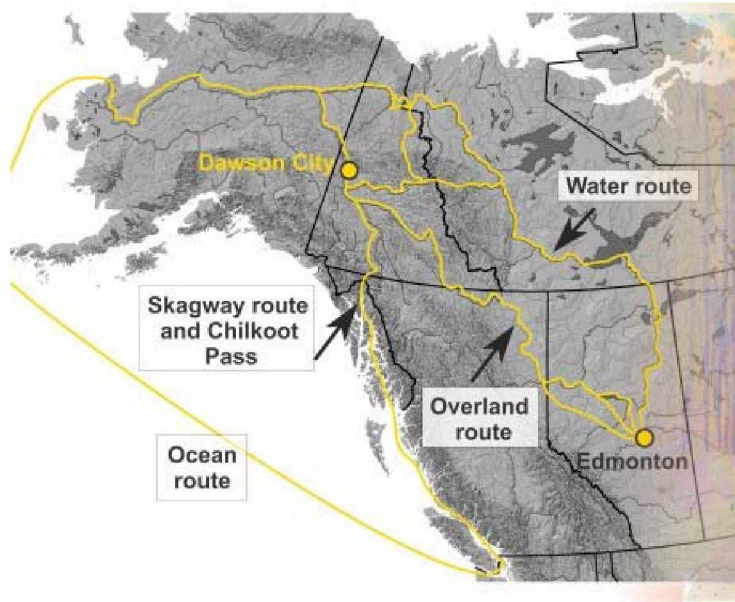 Dawson City
Water route
Skagway route
and Chilkoot
Pass
Overland
route
Ocean
route
Edmonton